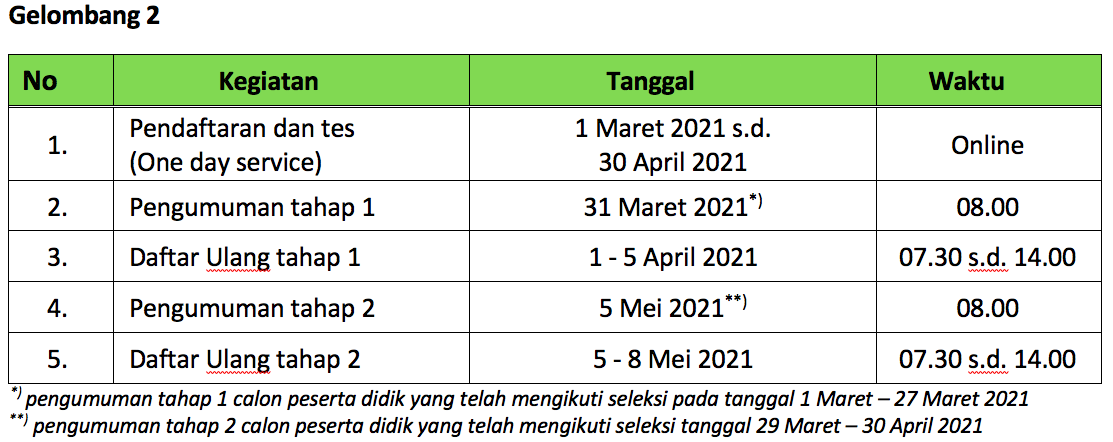 Gelombang 2
No Kegiatan Tanggal Waktu
1. Pendaftaran dan tes (One day service) 1 Maret 2021 s.d. 30 April 2021 Online
2. Pengumuman tahap 1 31 Maret 2021*) 08.00
3. Daftar Ulang tahap 1 1 - 5 April 2021 07.30 s.d. 14.00
4. Pengumuman tahap 2 5 Mei 2021**) 08.00
5. Daftar Ulang tahap 2 5 - 8 Mei 2021 07.30 s.d. 14.00
*) pengumuman tahap 1 calon peserta didik yang telah mengikuti seleksi pada tanggal 1 Maret – 27 Maret 2021
**) pengumuman tahap 2 calon peserta didik yang telah mengikuti seleksi tanggal 29 Maret – 30 April 2021